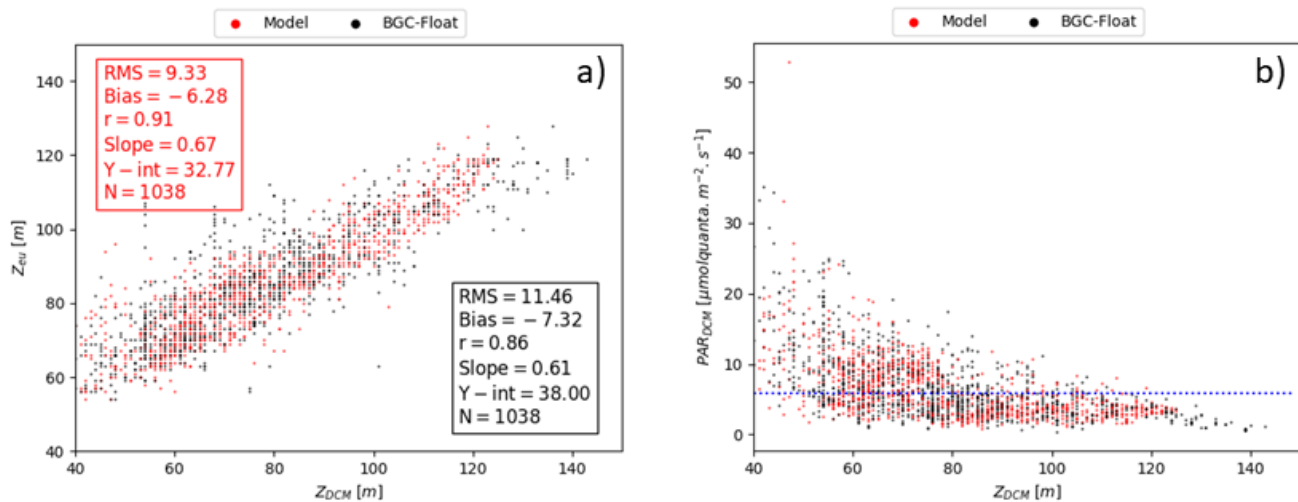 Model BGC-Float
a)
RMS = 9.33
Bias = − 6.28
r = 0.91
Slope = 0.67
Y − int = 32.77
N = 1038
RMS = 11.46
Bias = − 7.32
r = 0.86
Slope = 0.61
Y − int = 38.00
N = 1038
140
120
100
80
60
40
Z_eu [m]
40 60 80 100 120 140
Z_DCM [m]
Model BGC-Float
b)
50
40
30
20
10
0
PAR_DCM [μmolquanta. m⁻². s⁻¹]
40 60 80 100 120 140
Z_DCM [m]